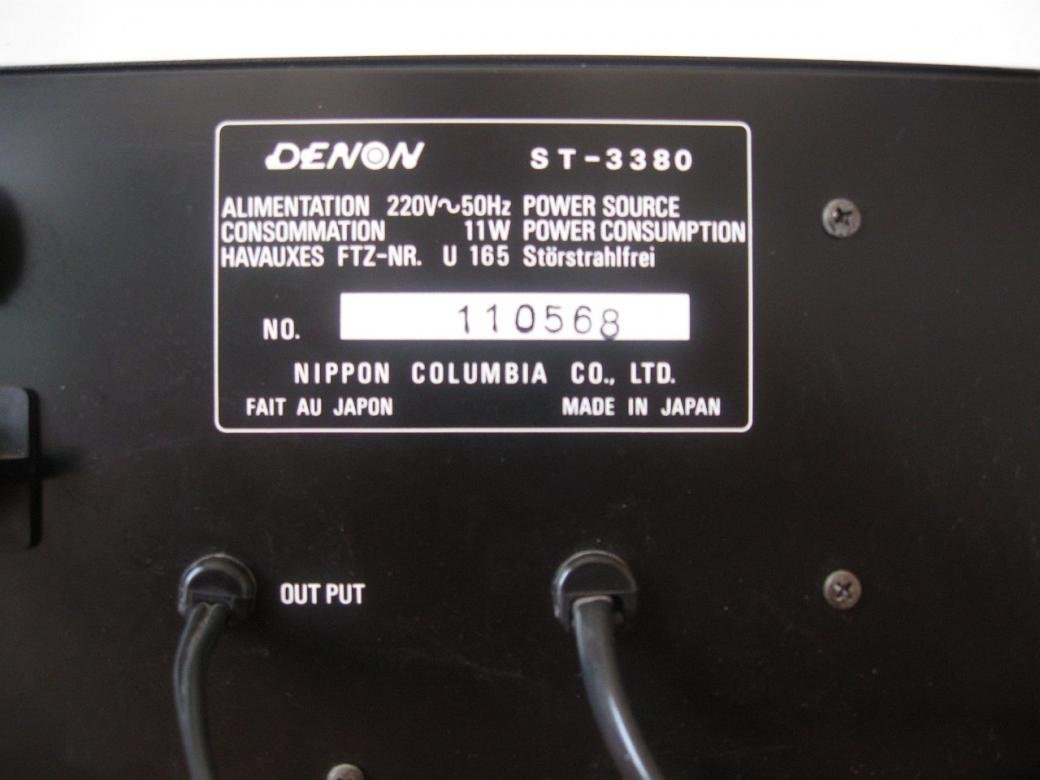 DENON ST-3380
ALIMENTATION 220V~50Hz POWER SOURCE
CONSOMMATION 11W POWER CONSUMPTION
HAVAUXES FTZ-NR. U 165 Störstrahlfrei
NO. 110568
NIPPON COLUMBIA CO., LTD.
FAIT AU JAPON MADE IN JAPAN
OUT PUT